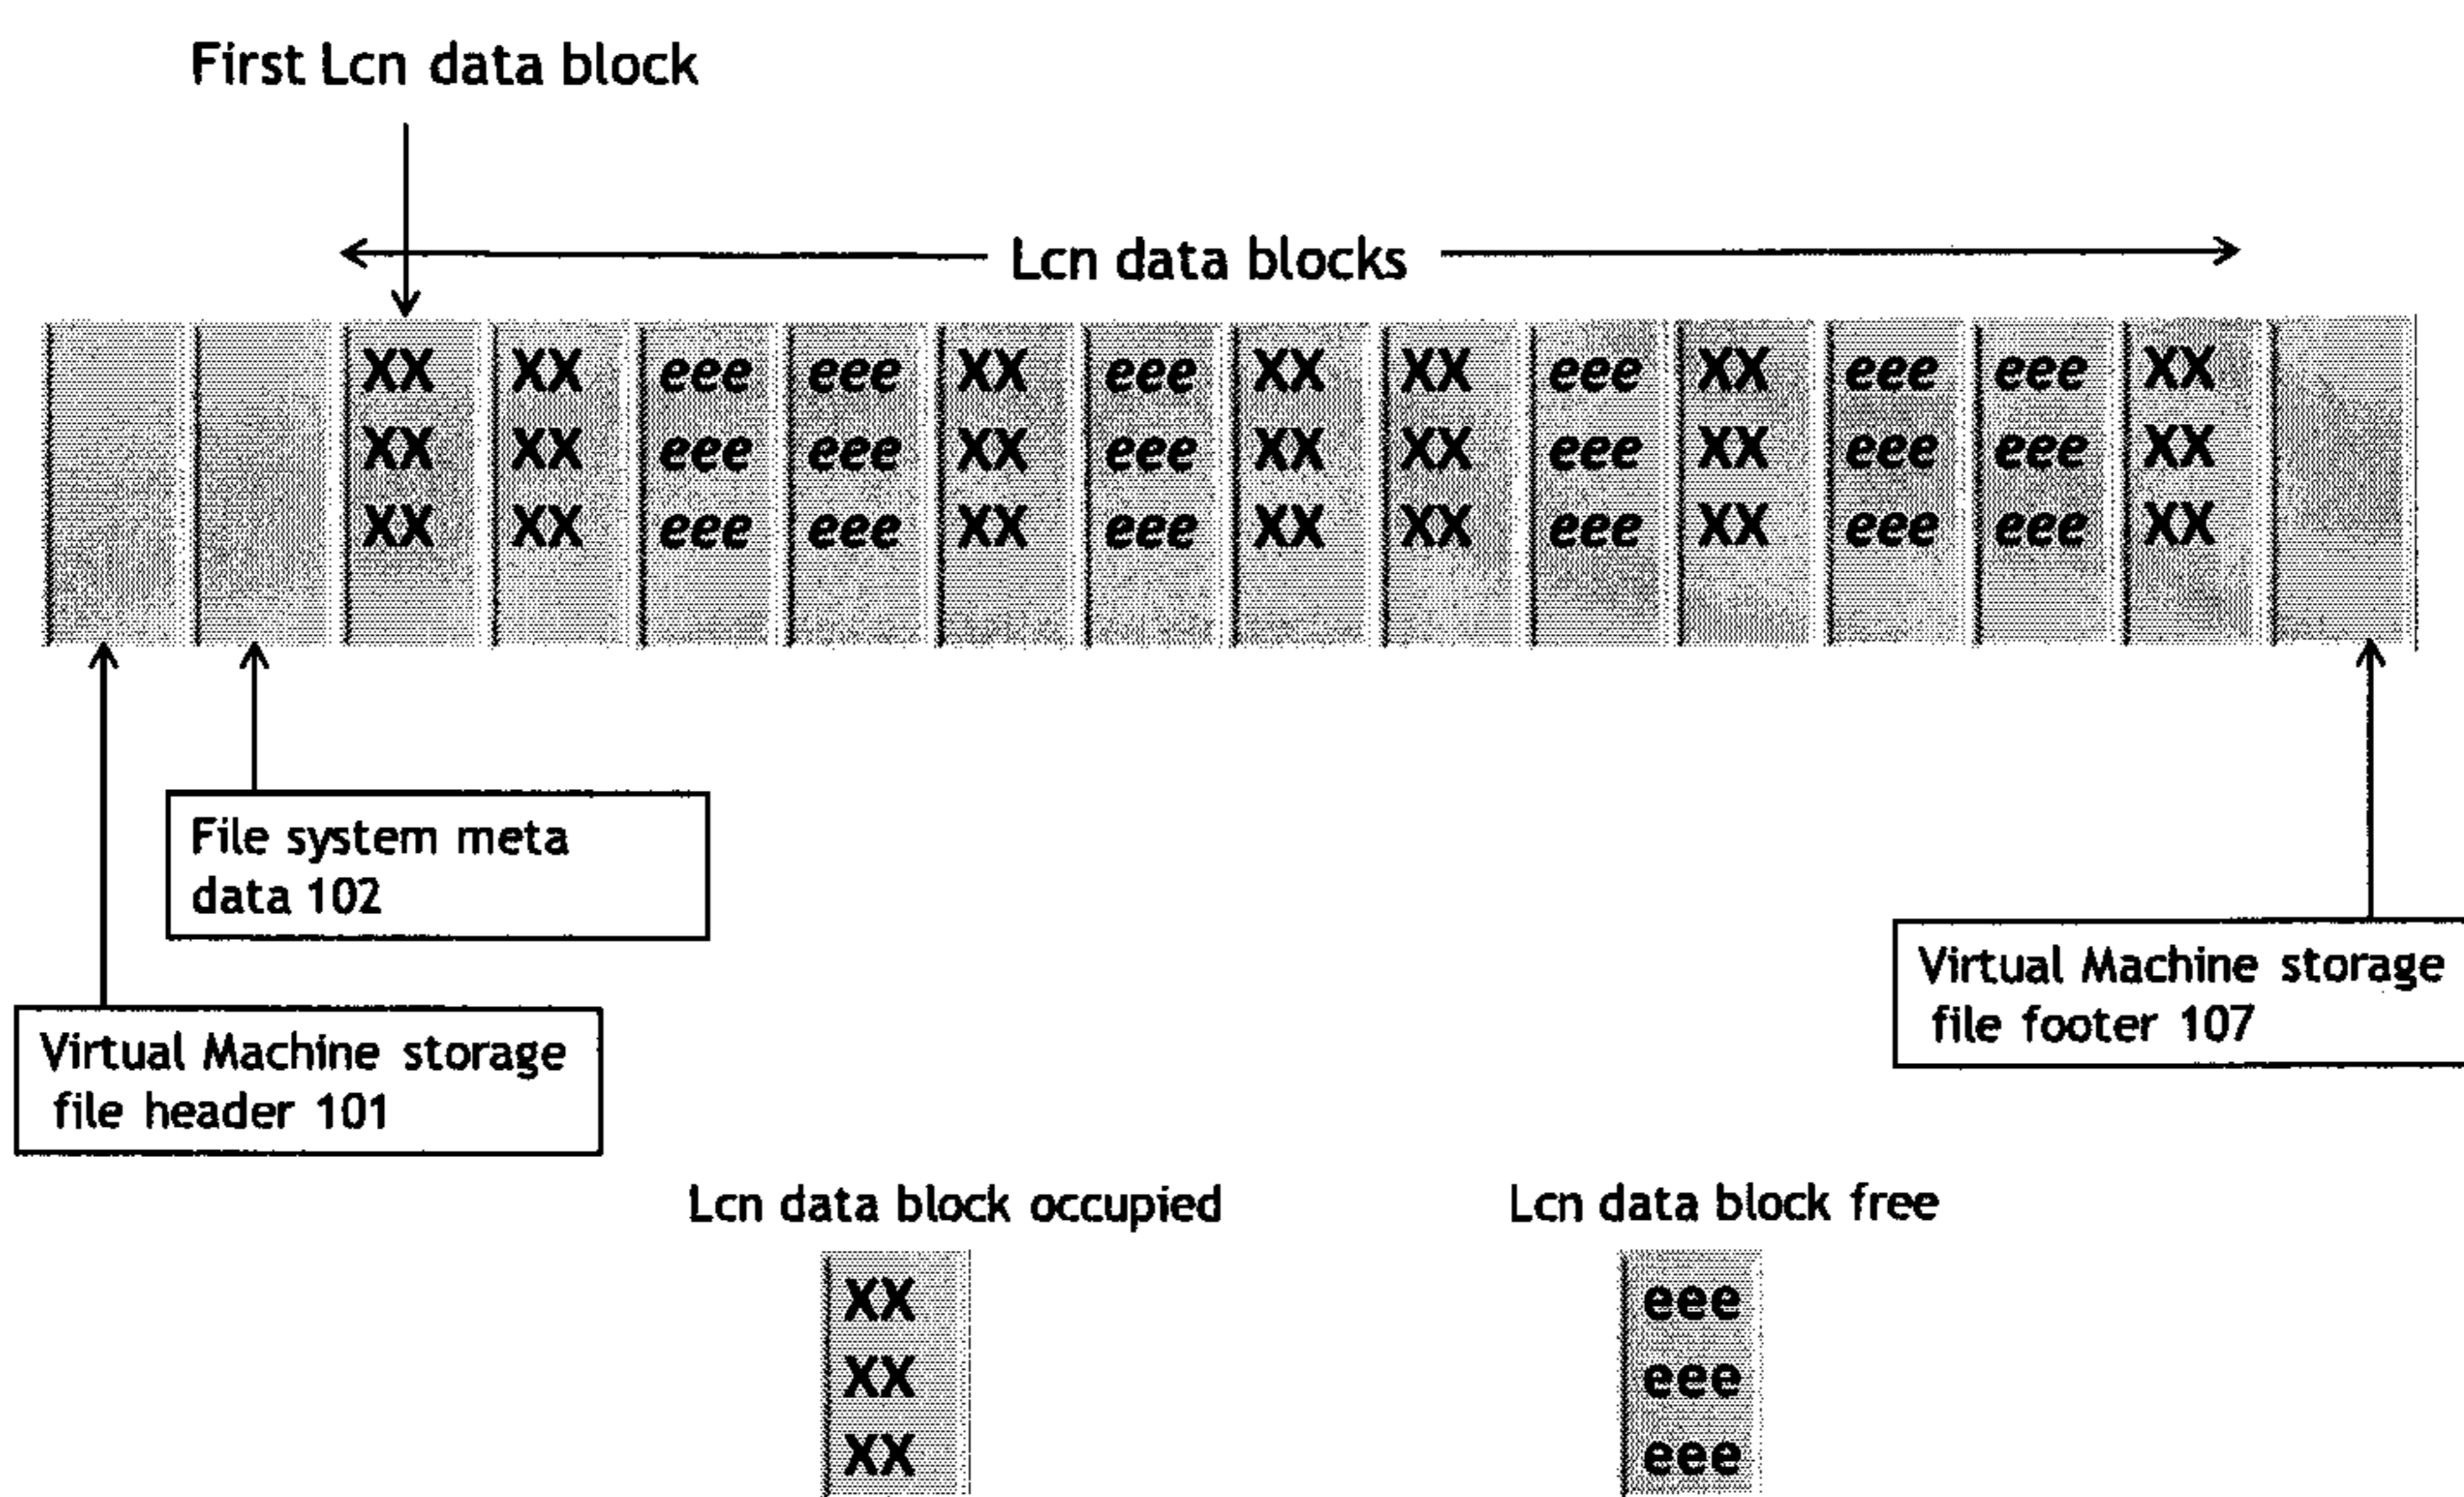 First Lcn data block
Lcn data blocks
XX XX eee eee XX eee XX XX eee XX eee eee XX
XX XX eee eee XX eee XX XX eee XX eee eee XX
XX XX eee eee XX eee XX XX eee XX eee eee XX
File system meta
data 102
Virtual Machine storage
file footer 107
Virtual Machine storage
file header 101
Lcn data block occupied
Lcn data block free
XX eee
XX eee
XX eee